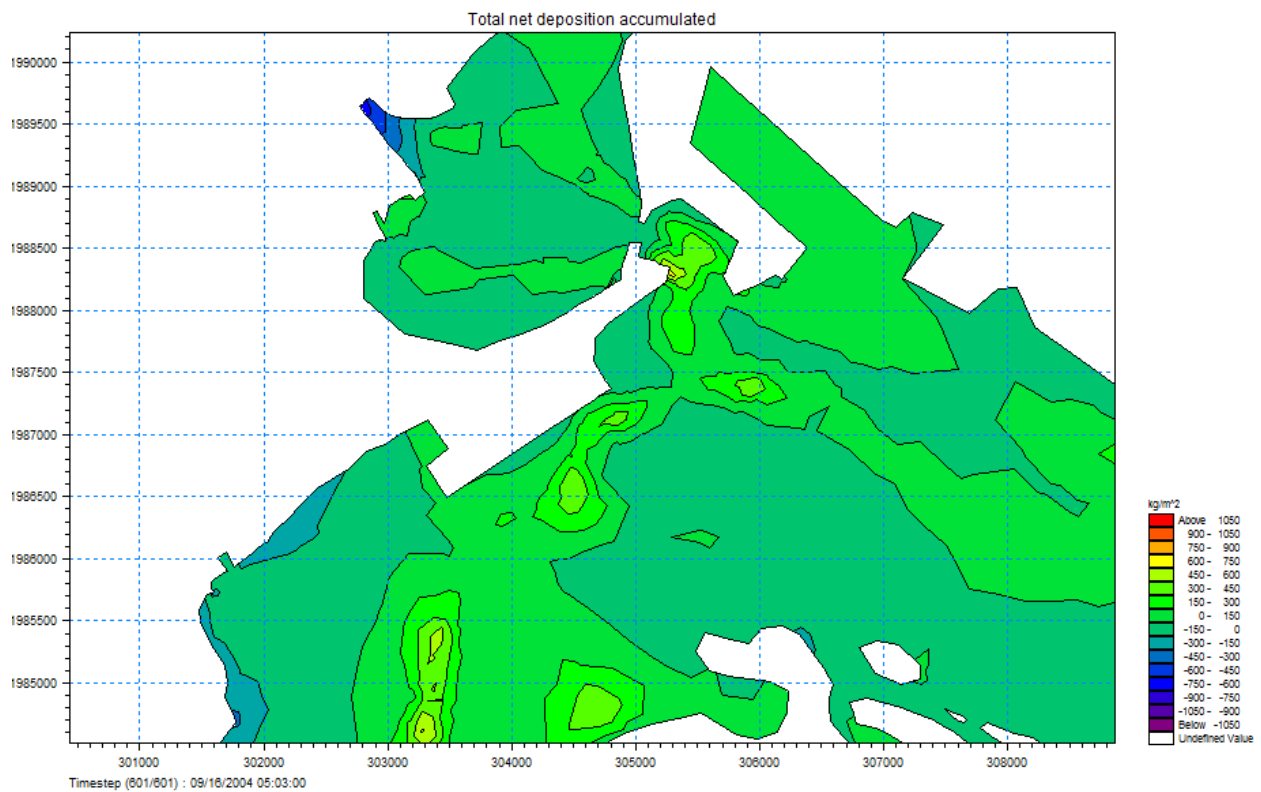 Total net deposition accumulated
1990000
1989500
1989000
1988500
1988000
1987500
1987000
1986500
1986000
1985500
1985000
301000 302000 303000 304000 305000 306000 307000 308000
kg/m^2
Above 1050
900 - 1050
750 - 900
600 - 750
450 - 600
300 - 450
150 - 300
0 - 150
-150 - 0
-300 - -150
-450 - -300
-600 - -450
-750 - -600
-900 - -750
-1050 - -900
Below -1050
Undefined Value
Timestep (601/601) : 09/16/2004 05:03:00